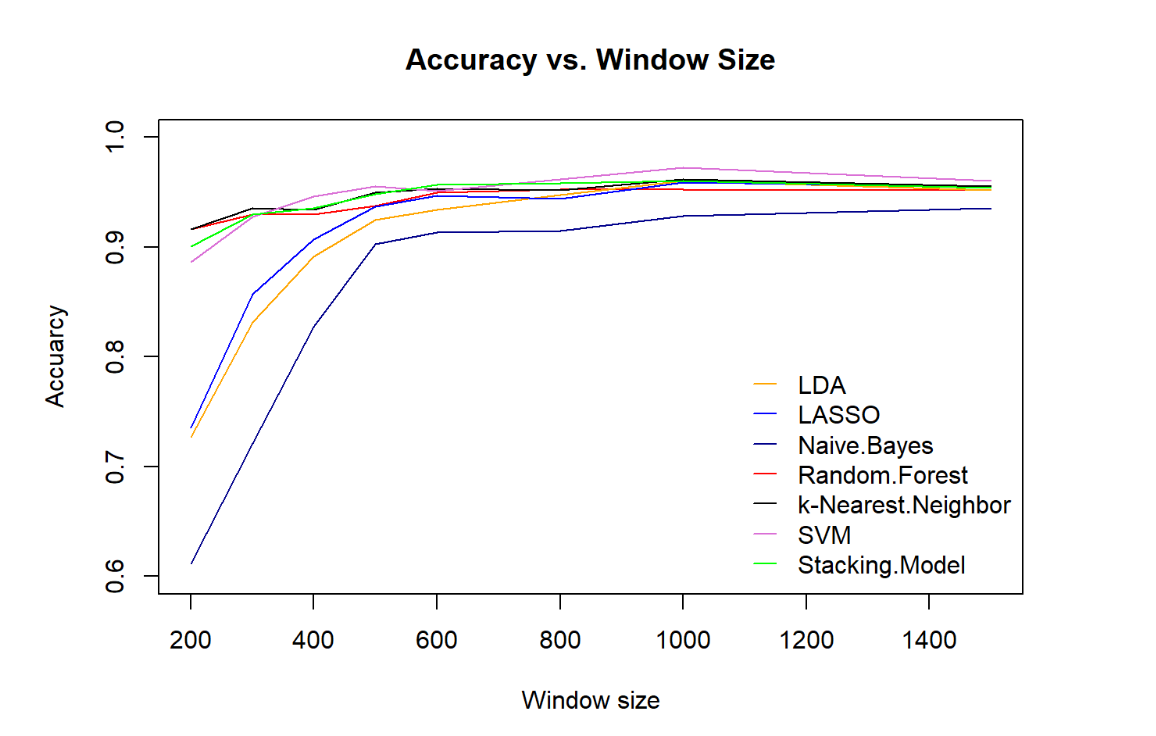 Accuracy vs. Window Size
1.0
0.9
0.8
0.7
0.6
Accuarcy
LDA
LASSO
Naive.Bayes
Random.Forest
k-Nearest.Neighbor
SVM
Stacking.Model
200 400 600 800 1000 1200 1400
Window size